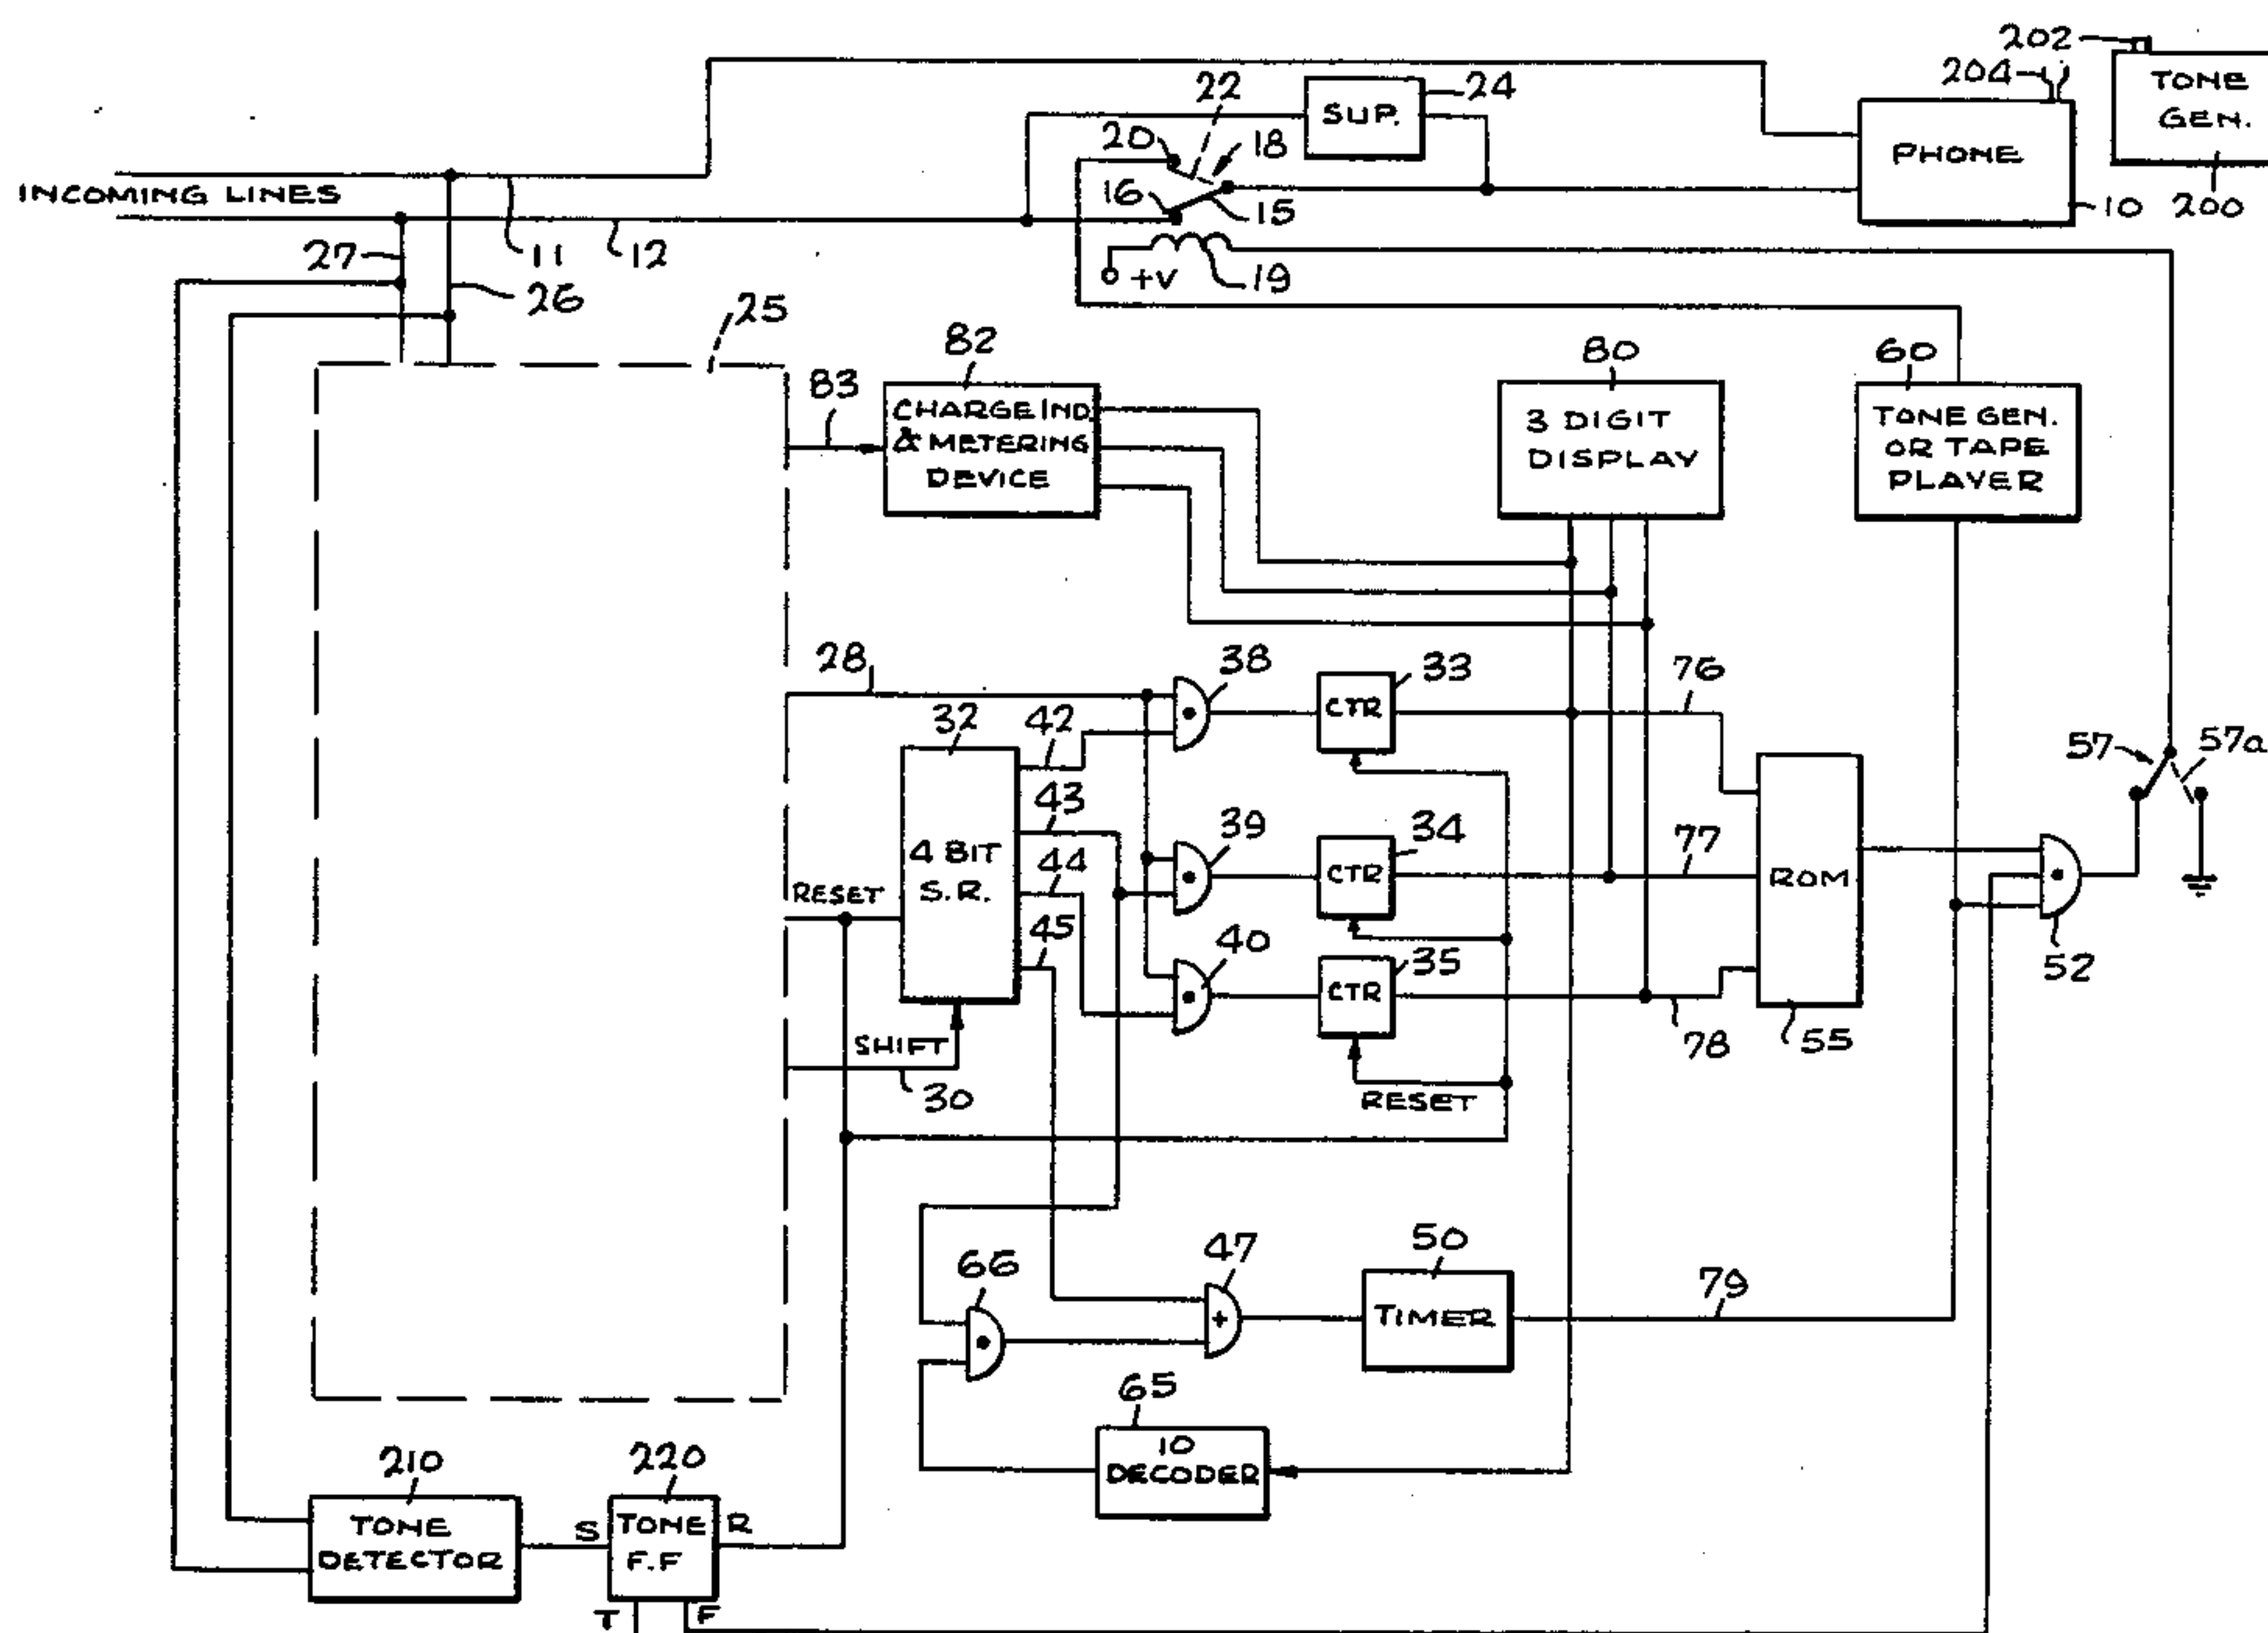 202
TONE
GEN.
200
204
PHONE
10
22
24
SUP.
20
18
16
15
INCOMING LINES
27
11
12
+V
19
26
25
82
80
60
83
CHARGE IND.
& METERING
DEVICE
3 DIGIT
DISPLAY
TONE GEN.
OR TAPE
PLAYER
28
38
33
CTR
76
32
42
57
57a
43
39
34
4 BIT
S.R.
44
CTR
77
ROM
RESET
45
40
35
CTR
52
SHIFT
78
55
30
RESET
66
47
50
TIMER
79
65
10
DECODER
210
220
TONE
DETECTOR
S
TONE
F.F
R
T
F